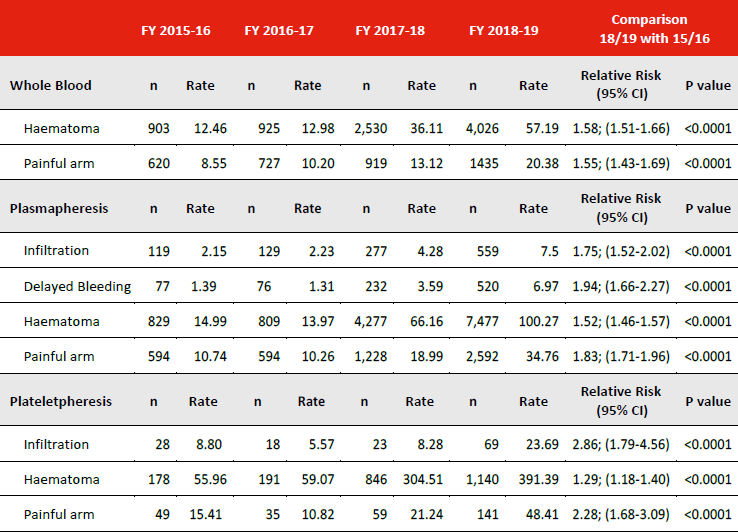 FY 2015-16 FY 2016-17 FY 2017-18 FY 2018-19 Comparison
18/19 with 15/16
Whole Blood n Rate n Rate n Rate n Rate Relative Risk
(95% CI) P value
Haematoma 903 12.46 925 12.98 2,530 36.11 4,026 57.19 1.58; (1.51-1.66) <0.0001
Painful arm 620 8.55 727 10.20 919 13.12 1435 20.38 1.55; (1.43-1.69) <0.0001
Plasmapheresis n Rate n Rate n Rate n Rate Relative Risk
(95% CI) P value
Infiltration 119 2.15 129 2.23 277 4.28 559 7.5 1.75; (1.52-2.02) <0.0001
Delayed Bleeding 77 1.39 76 1.31 232 3.59 520 6.97 1.94; (1.66-2.27) <0.0001
Haematoma 829 14.99 809 13.97 4,277 66.16 7,477 100.27 1.52; (1.46-1.57) <0.0001
Painful arm 594 10.74 594 10.26 1,228 18.99 2,592 34.76 1.83; (1.71-1.96) <0.0001
Plateletpheresis n Rate n Rate n Rate n Rate Relative Risk
(95% CI) P value
Infiltration 28 8.80 18 5.57 23 8.28 69 23.69 2.86; (1.79-4.56) <0.0001
Haematoma 178 55.96 191 59.07 846 304.51 1,140 391.39 1.29; (1.18-1.40) <0.0001
Painful arm 49 15.41 35 10.82 59 21.24 141 48.41 2.28; (1.68-3.09) <0.0001